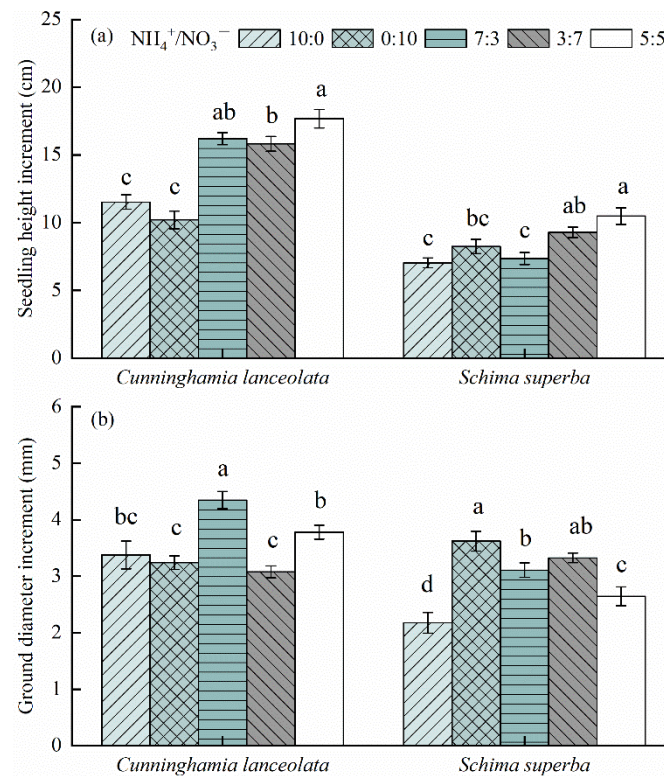 (a) NH₄⁺/NO₃⁻ 10:0 0:10 7:3 3:7 5:5
Seedling height increment (cm)
25
20
15
10
5
0
c c ab b a
c bc c ab a
Cunninghamia lanceolata Schima superba
(b)
Ground diameter increment (mm)
6
5
4
3
2
1
0
bc c a c b
d a b ab c
Cunninghamia lanceolata Schima superba